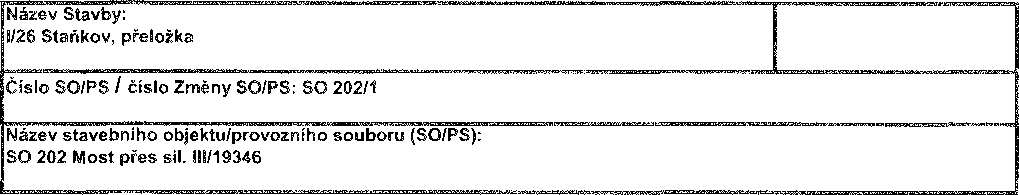 Název Stavby:
I/26 Staňkov, přeložka
Číslo SO/PS / číslo Změny SO/PS: SO 202/1
Název stavebního objektu/provozního souboru (SO/PS):
SO 202 Most přes sil. III/19346